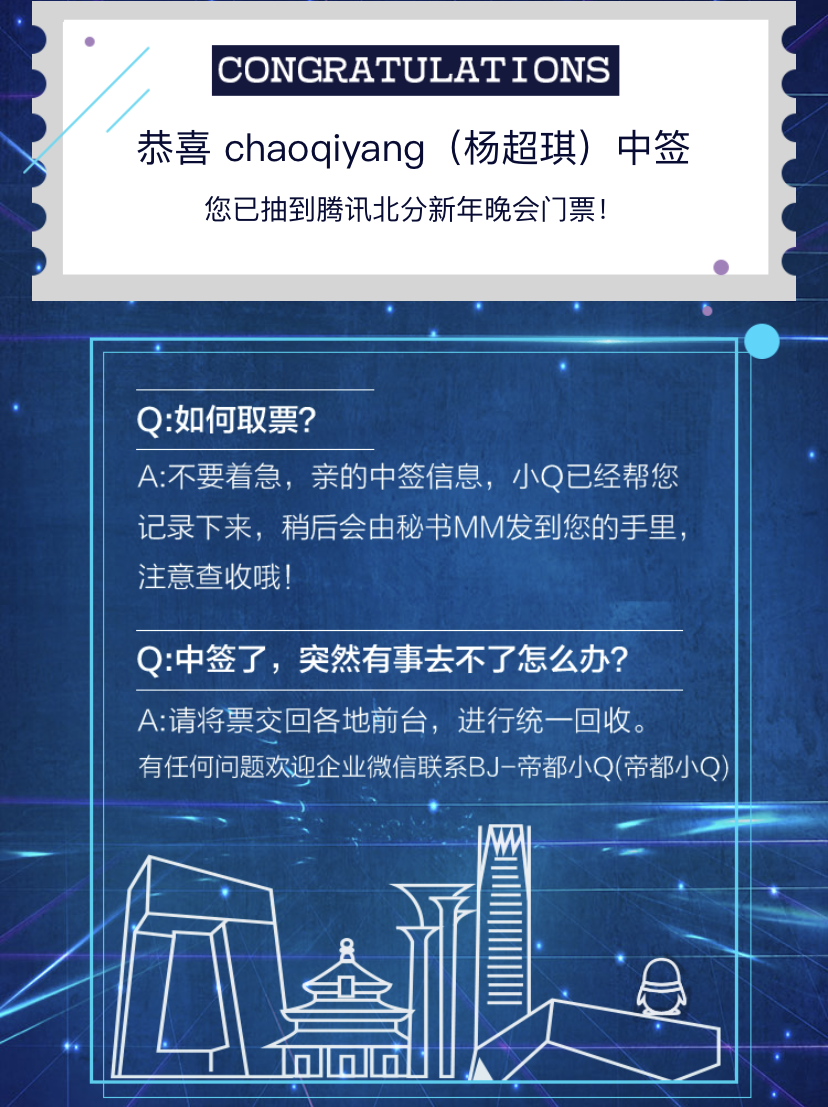 CONGRATULATIONS
恭喜 chaoqiyang（杨超琪）中签
您已抽到腾讯北分新年晚会门票！
Q:如何取票？
A:不要着急，亲的中签信息，小Q已经帮您
记录下来，稍后会由秘书MM发到您的手里，
注意查收哦！
Q:中签了，突然有事去不了怎么办？
A:请将票交回各地前台，进行统一回收。
有任何问题欢迎企业微信联系BJ-帝都小Q(帝都小Q)